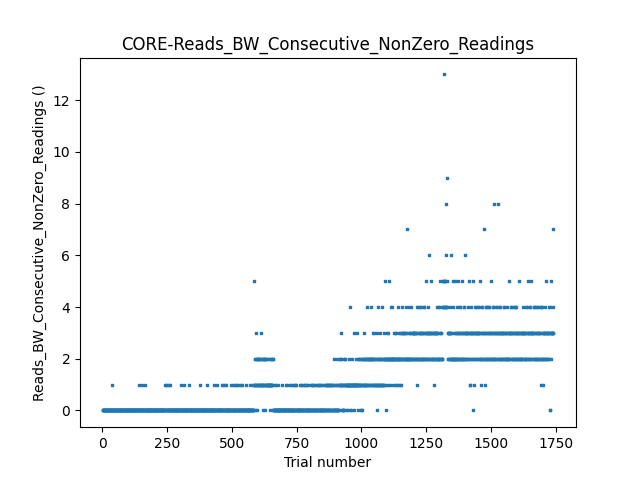 CORE-Reads_BW_Consecutive_NonZero_Readings
Reads_BW_Consecutive_NonZero_Readings ()
12
10
8
6
4
2
0
0 250 500 750 1000 1250 1500 1750
Trial number